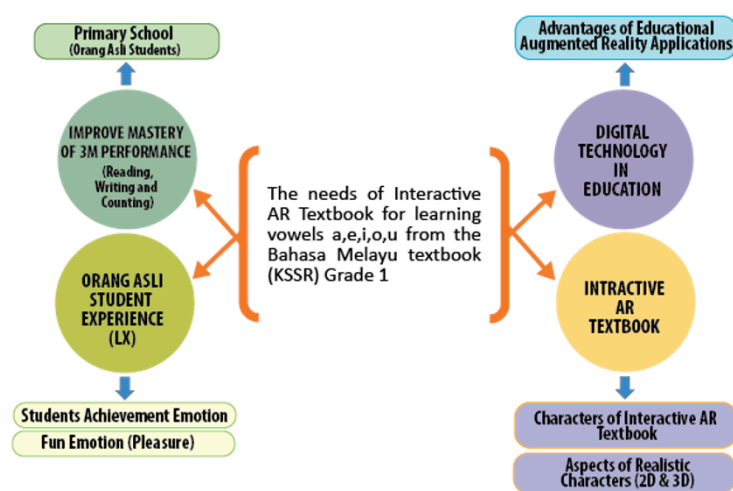 Primary School
(Orang Asli Students)
IMPROVE MASTERY
OF 3M PERFORMANCE
(Reading,
Writing and
Counting)
ORANG ASLI
STUDENT
EXPERIENCE
(LX)
Students Achievement Emotion
Fun Emotion (Pleasure)
The needs of Interactive
AR Textbook for learning
vowels a,e,i,o,u from the
Bahasa Melayu textbook
(KSSR) Grade 1
Advantages of Educational
Augmented Reality Applications
DIGITAL
TECHNOLOGY
IN
EDUCATION
INTRACTIVE
AR
TEXTBOOK
Characters of Interactive AR
Textbook
Aspects of Realistic
Characters (2D & 3D)